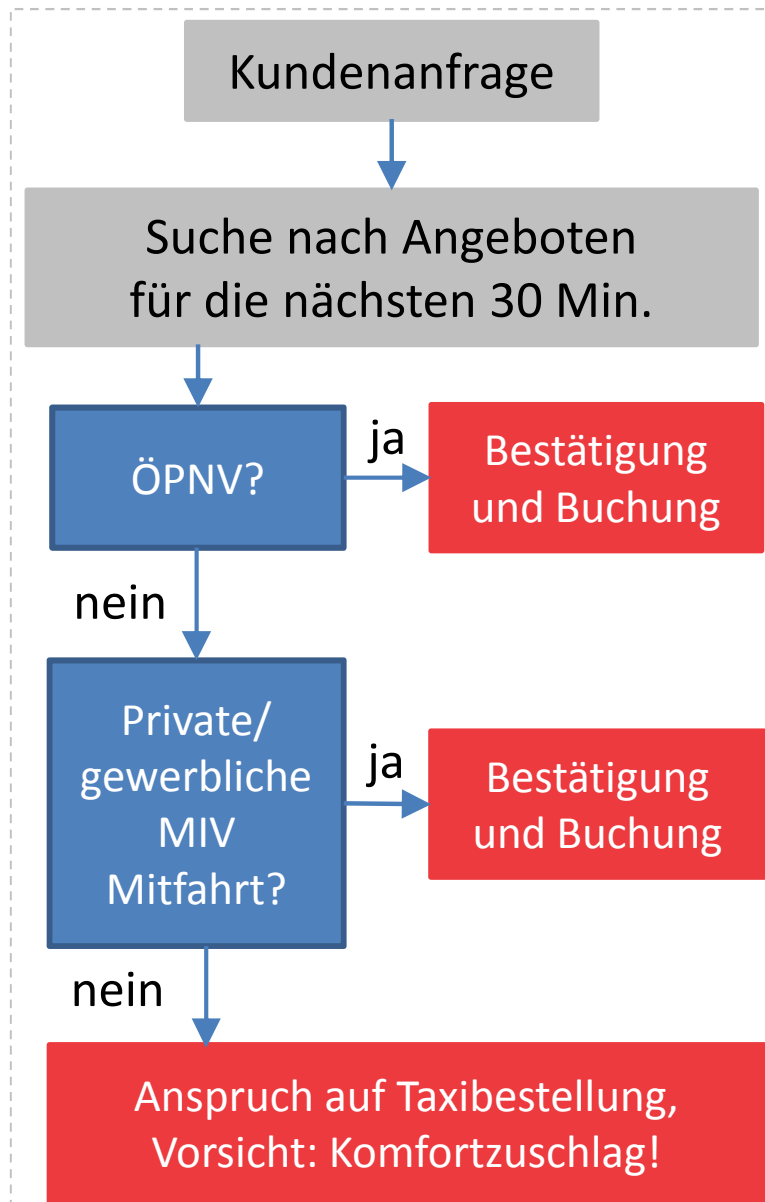 Kundenanfrage
Suche nach Angeboten
für die nächsten 30 Min.
ÖPNV?
ja
Bestätigung
und Buchung
nein
Private/
gewerbliche
MIV
Mitfahrt?
ja
Bestätigung
und Buchung
nein
Anspruch auf Taxibestellung,
Vorsicht: Komfortzuschlag!